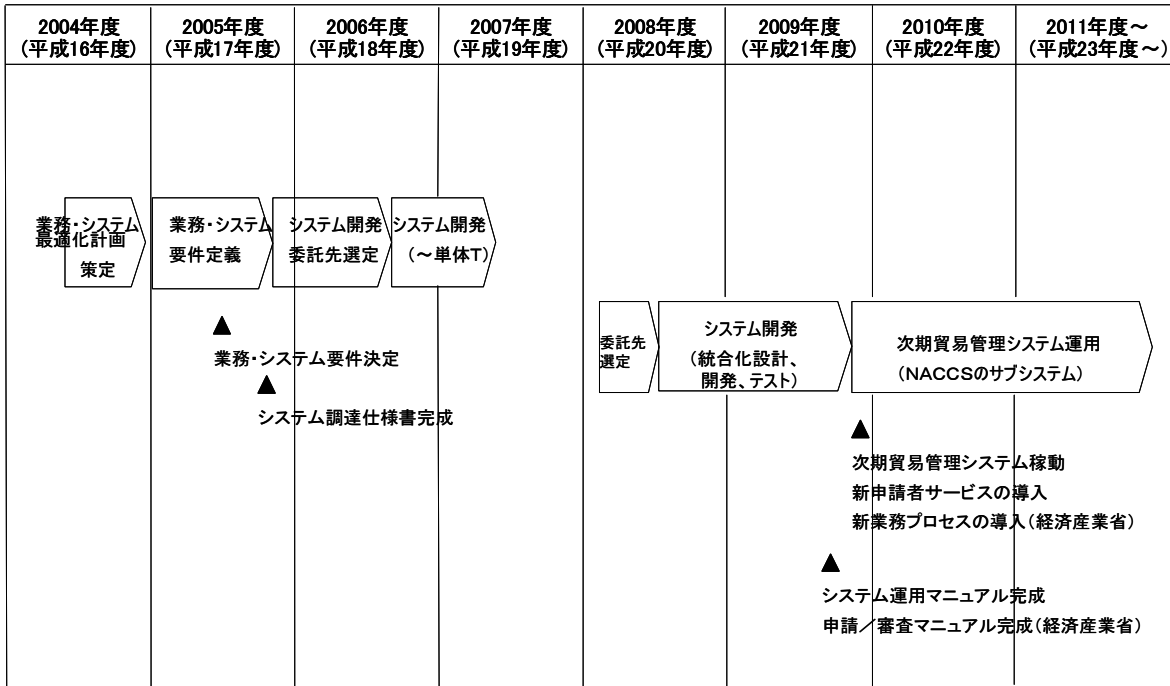 2004年度
(平成16年度)
2005年度
(平成17年度)
2006年度
(平成18年度)
2007年度
(平成19年度)
2008年度
(平成20年度)
2009年度
(平成21年度)
2010年度
(平成22年度)
2011年度～
(平成23年度～)
業務・システム
最適化計画
策定
業務・システム
要件定義
システム開発
委託先選定
システム開発
(～単体T)
▲
業務・システム要件決定
▲
システム調達仕様書完成
委託先
選定
システム開発
(統合化設計、
開発、テスト)
次期貿易管理システム運用
(NACCSのサブシステム)
▲
次期貿易管理システム稼動
新申請者サービスの導入
新業務プロセスの導入(経済産業省)
▲
システム運用マニュアル完成
申請／審査マニュアル完成(経済産業省)